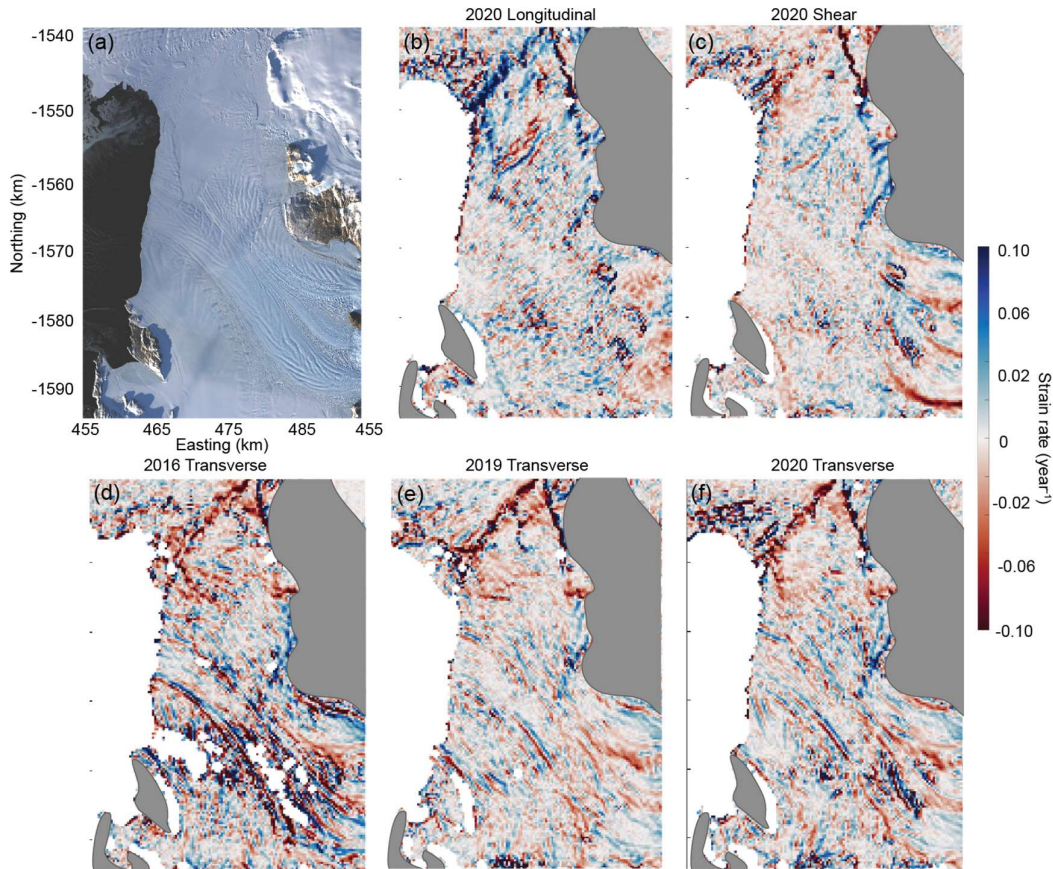 2020 Longitudinal
2020 Shear
(a)
(b)
(c)
-1540
-1550
-1560
-1570
-1580
-1590
Northing (km)
455 465 475 485 455
Easting (km)
0.10
0.06
0.02
0
-0.02
-0.06
-0.10
Strain rate (year⁻¹)
2016 Transverse
2019 Transverse
2020 Transverse
(d)
(e)
(f)